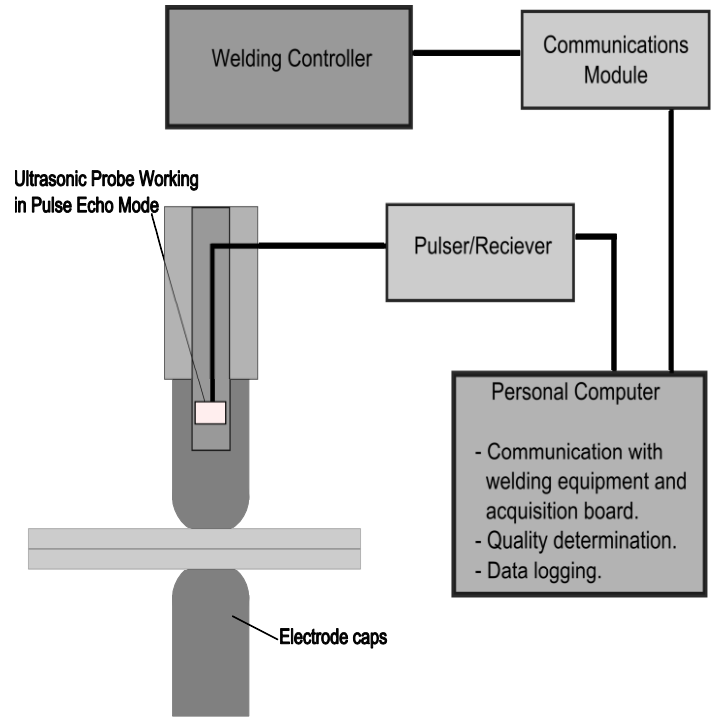 Welding Controller
Communications
Module
Ultrasonic Probe Working
in Pulse Echo Mode
Pulser/Reciever
Personal Computer
- Communication with
welding equipment and
acquisition board.
- Quality determination.
- Data logging.
Electrode caps